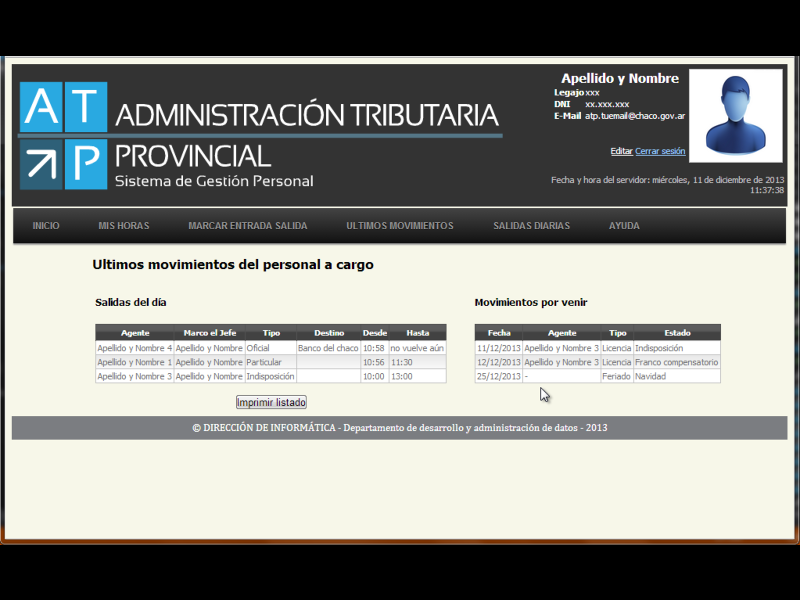 AT
P
ADMINISTRACIÓN TRIBUTARIA
PROVINCIAL
Sistema de Gestión Personal
Apellido y Nombre
Legajo xxx
DNI xx.xxx.xxx
E-Mail atp.tuemail@chaco.gov.ar
Editar Cerrar sesión
Fecha y hora del servidor: miércoles, 11 de diciembre de 2013
11:37:38
INICIO MIS HORAS MARCAR ENTRADA SALIDA ULTIMOS MOVIMIENTOS SALIDAS DIARIAS AYUDA
Ultimos movimientos del personal a cargo
Salidas del día
Agente Marco el Jefe Tipo Destino Desde Hasta
Apellido y Nombre 4 Apellido y Nombre Oficial Banco del chaco 10:58 no vuelve aún
Apellido y Nombre 1 Apellido y Nombre Particular 10:56 11:30
Apellido y Nombre 3 Apellido y Nombre Indisposición 10:00 13:00
Imprimir listado
Movimientos por venir
Fecha Agente Tipo Estado
11/12/2013 Apellido y Nombre 3 Licencia Indisposición
12/12/2013 Apellido y Nombre 3 Licencia Franco compensatorio
25/12/2013 - Feriado Navidad
© DIRECCIÓN DE INFORMÁTICA - Departamento de desarrollo y administración de datos - 2013